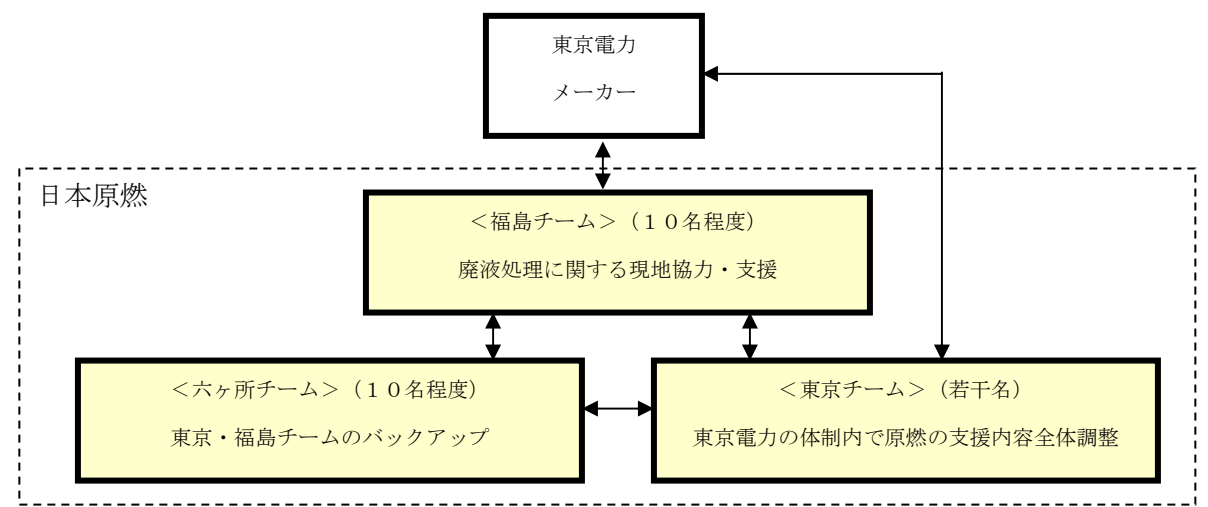 東京電力
メーカー
日本原燃
＜福島チーム＞（１０名程度）
廃液処理に関する現地協力・支援
＜六ヶ所チーム＞（１０名程度）
東京・福島チームのバックアップ
＜東京チーム＞（若干名）
東京電力の体制内で原燃の支援内容全体調整